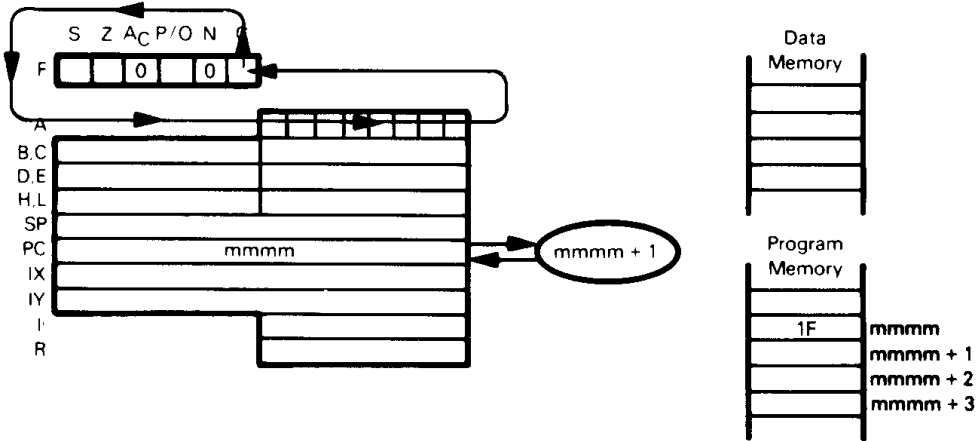 S Z AC P/O N C
F 0 0
A
B,C
D,E
H,L
SP
PC mmmm mmmm + 1
IX
IY
I
R
Data
Memory
Program
Memory
1F mmmm
mmmm + 1
mmmm + 2
mmmm + 3